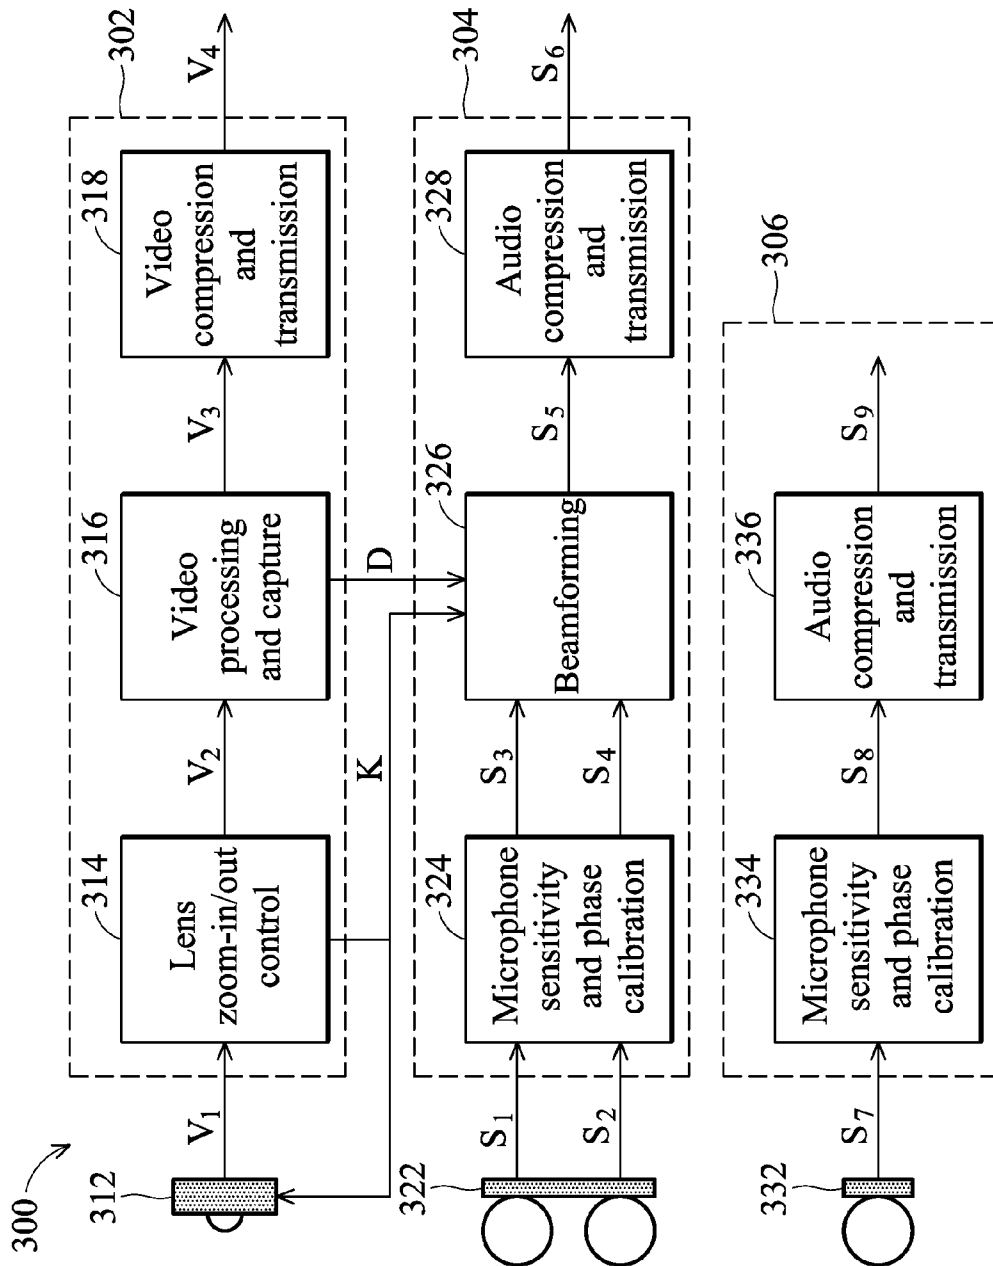 300
312
V1
314
Lens
zoom-in/out
control
V2
316
Video
processing
and capture
V3
318
Video
compression
and
transmission
302
V4
K
D
322
S1
S2
324
Microphone
sensitivity
and phase
calibration
S3
S4
326
Beamforming
S5
328
Audio
compression
and
transmission
304
S6
332
S7
334
Microphone
sensitivity
and phase
calibration
S8
336
Audio
compression
and
transmission
S9
306